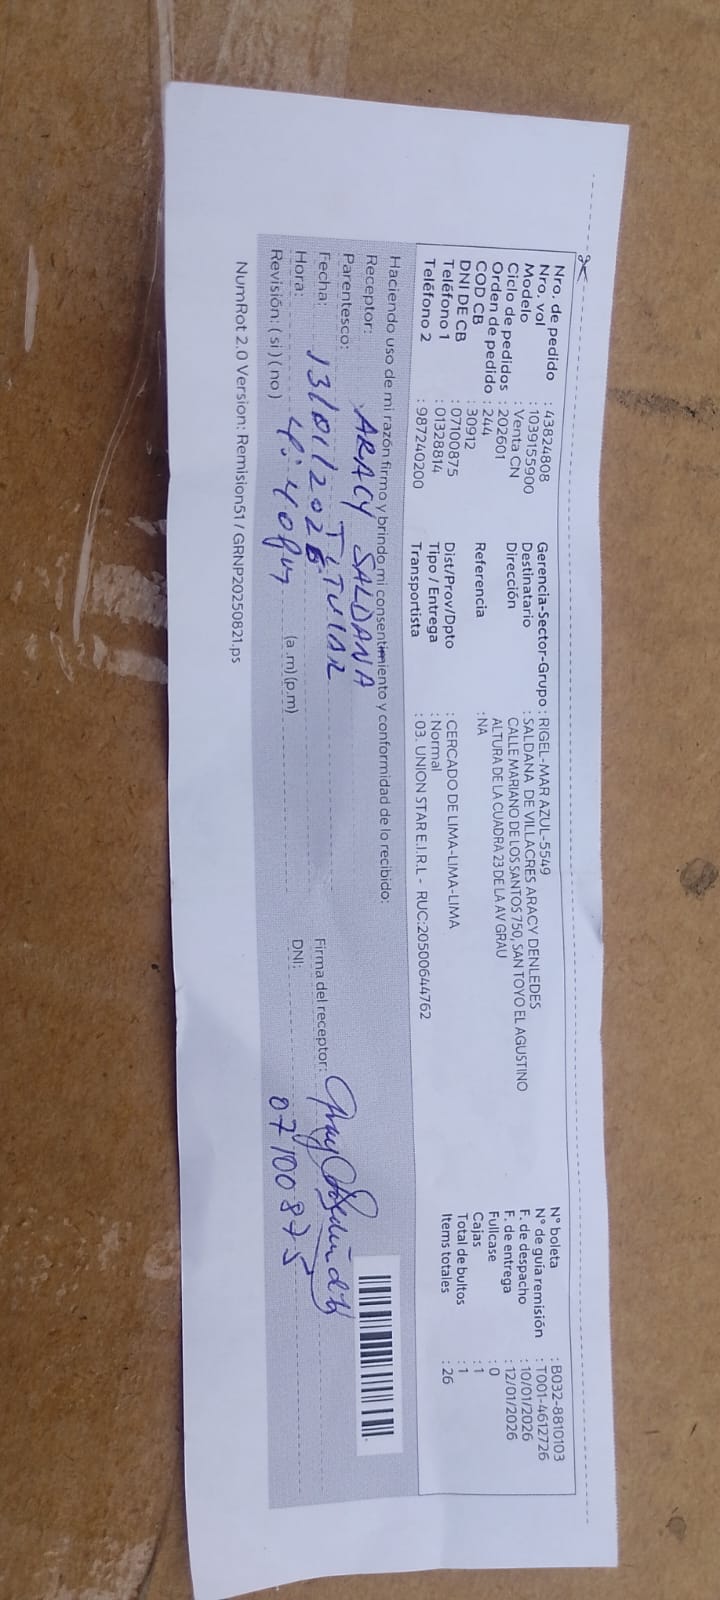 Nro. de pedido : 43824808
Nro. vol : 1039155900
Modelo : Venta CN
Ciclo de pedidos : 202601
Orden de pedido : 244
COD CB : 30912
DNI DE CB : 07100875
Teléfono 1 : 01328814
Teléfono 2 : 987240200
Gerencia-Sector-Grupo : RIGEL-MAR AZUL-5549
Destinatario : SALDANA DE VILLACRES ARACY DENLEDES
Dirección CALLE MARIANO DE LOS SANTOS 750, SAN TOYO EL AGUSTINO
ALTURA DE LA CUADRA 23 DE LA AV GRAU
Referencia : NA
Dist/Prov/Dpto : CERCADO DE LIMA-LIMA-LIMA
Tipo / Entrega : Normal
Transportista : 03. UNION STAR E.I.R.L - RUC:20500644762
N° boleta : B032-8810103
N° de guia remisión : T001-4612726
F. de despacho : 10/01/2026
F. de entrega : 12/01/2026
Fullcase : 0
Cajas : 1
Total de bultos : 1
Items totales : 26
Haciendo uso de mi razón firmo y brindo mi consentimiento y conformidad de lo recibido:
Receptor: ARACY SALDANA
Parentesco: TITULAR
Fecha: 13/01/2026
Hora: 4:40pm (a.m)(p.m)
Revisión: (si)(no)
Firma del receptor:
DNI: 07100875
NumRot 2.0 Version: Remision51 / GRNP20250821.ps